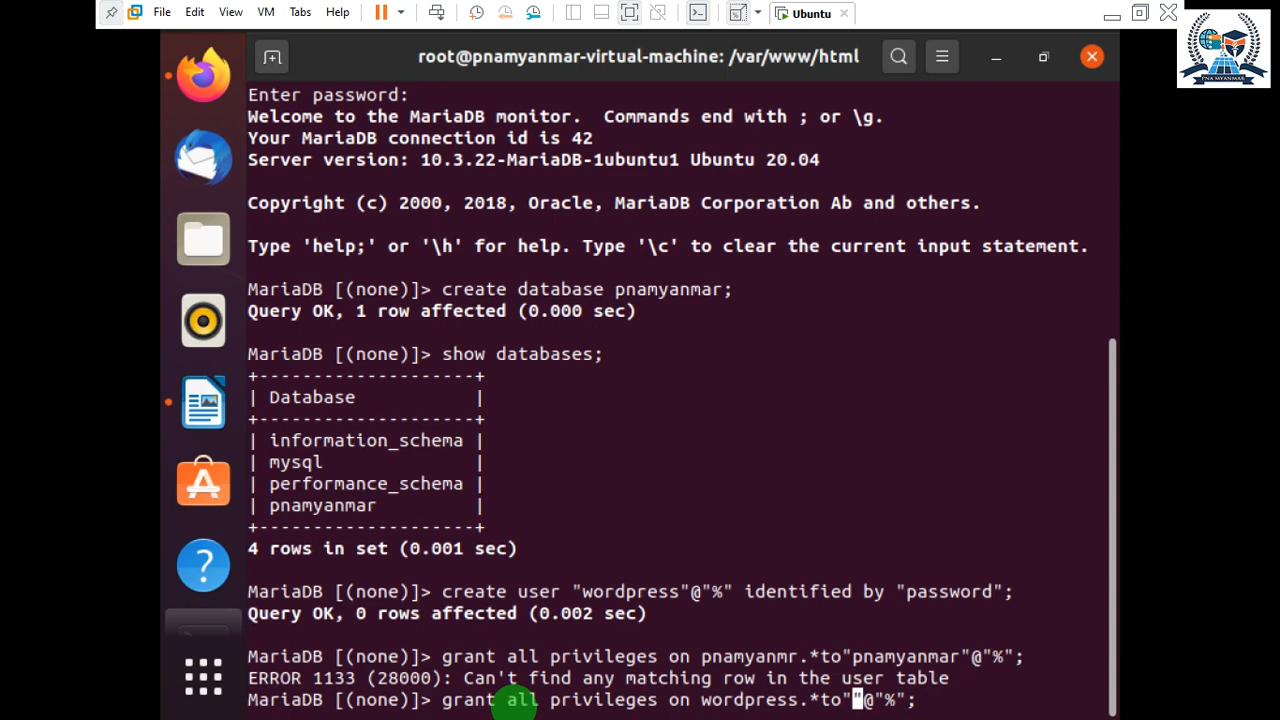 File Edit View VM Tabs Help Ubuntu
root@pnamyanmar-virtual-machine: /var/www/html
Enter password:
Welcome to the MariaDB monitor.  Commands end with ; or \g.
Your MariaDB connection id is 42
Server version: 10.3.22-MariaDB-1ubuntu1 Ubuntu 20.04
Copyright (c) 2000, 2018, Oracle, MariaDB Corporation Ab and others.
Type 'help;' or '\h' for help. Type '\c' to clear the current input statement.
MariaDB [(none)]> create database pnamyanmar;
Query OK, 1 row affected (0.000 sec)
MariaDB [(none)]> show databases;
+--------------------+
| Database           |
+--------------------+
| information_schema |
| mysql              |
| performance_schema |
| pnamyanmar         |
+--------------------+
4 rows in set (0.001 sec)
MariaDB [(none)]> create user "wordpress"@"%" identified by "password";
Query OK, 0 rows affected (0.002 sec)
MariaDB [(none)]> grant all privileges on pnamyanmr.*to"pnamyanmar"@"%";
ERROR 1133 (28000): Can't find any matching row in the user table
MariaDB [(none)]> grant all privileges on wordpress.*to""@"%";
PNA MYANMAR